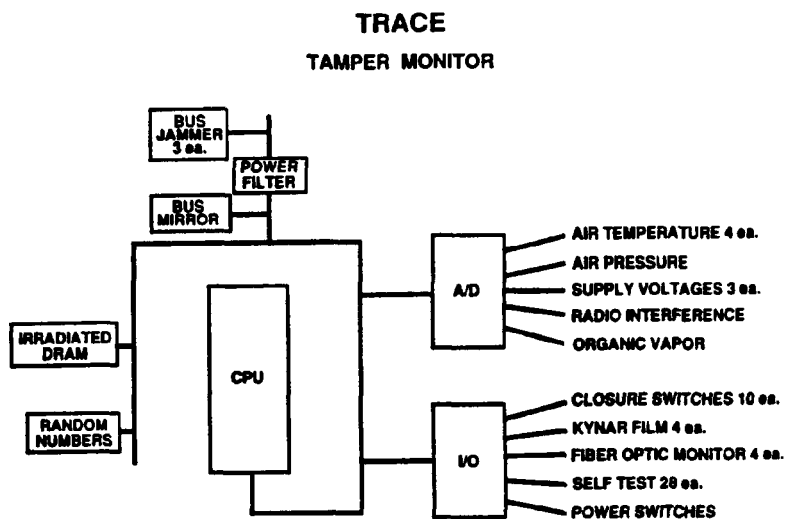 TRACE
TAMPER MONITOR
BUS
JAMMER
3 ea.
POWER
FILTER
BUS
MIRROR
IRRADIATED
DRAM
RANDOM
NUMBERS
CPU
A/D
AIR TEMPERATURE 4 ea.
AIR PRESSURE
SUPPLY VOLTAGES 3 ea.
RADIO INTERFERENCE
ORGANIC VAPOR
I/O
CLOSURE SWITCHES 10 ea.
KYNAR FILM 4 ea.
FIBER OPTIC MONITOR 4 ea.
SELF TEST 28 ea.
POWER SWITCHES